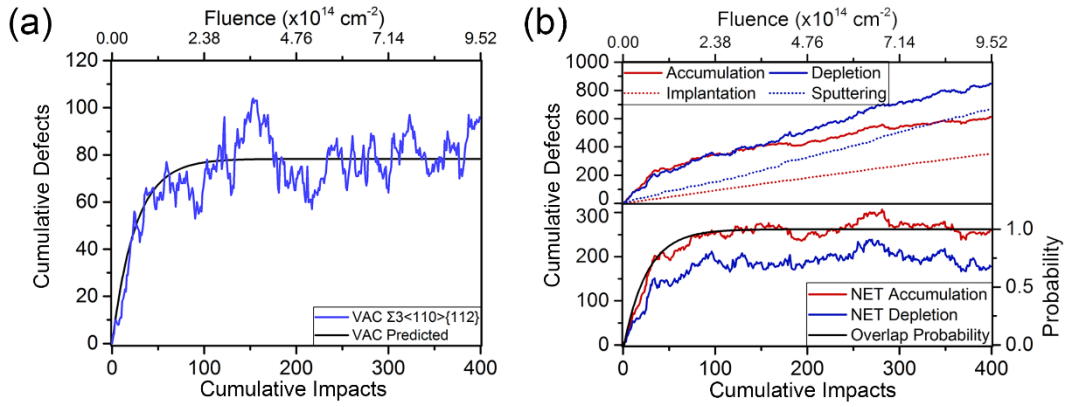 (a)
Fluence (x10¹⁴ cm⁻²)
0.00 2.38 4.76 7.14 9.52
Cumulative Defects
120
100
80
60
40
20
0
VAC Σ3<110>{112}
VAC Predicted
0 100 200 300 400
Cumulative Impacts
(b)
Fluence (x10¹⁴ cm⁻²)
0.00 2.38 4.76 7.14 9.52
Cumulative Defects
1000
800
600
400
200
0
Accumulation Depletion
Implantation Sputtering
300
200
100
0
1.0
0.5
0.0
Probability
NET Accumulation
NET Depletion
Overlap Probability
0 100 200 300 400
Cumulative Impacts